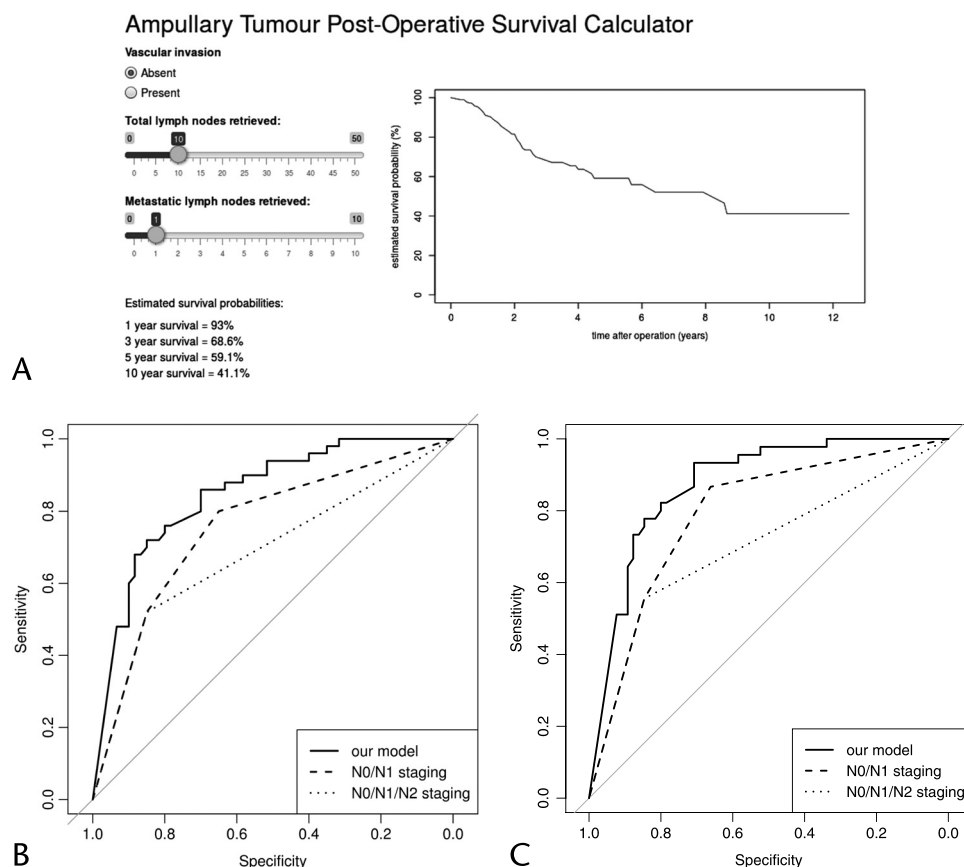 Ampullary Tumour Post-Operative Survival Calculator
Vascular invasion
Absent
Present
Total lymph nodes retrieved:
0 10 50
0 5 10 15 20 25 30 35 40 45 50
Metastatic lymph nodes retrieved:
0 1 10
0 1 2 3 4 5 6 7 8 9 10
Estimated survival probabilities:
1 year survival = 93%
3 year survival = 68.6%
5 year survival = 59.1%
10 year survival = 41.1%
estimated survival probability (%)
100
80
60
40
20
0
0 2 4 6 8 10 12
time after operation (years)
A
Sensitivity
1.0
0.8
0.6
0.4
0.2
0.0
our model
N0/N1 staging
N0/N1/N2 staging
1.0 0.8 0.6 0.4 0.2 0.0
Specificity
B
Sensitivity
1.0
0.8
0.6
0.4
0.2
0.0
our model
N0/N1 staging
N0/N1/N2 staging
1.0 0.8 0.6 0.4 0.2 0.0
Specificity
C